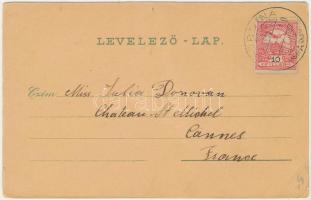 LEVELEZŐ - LAP.
Czim: Miss Julia Donovan
Chateau St Michel
Cannes
France